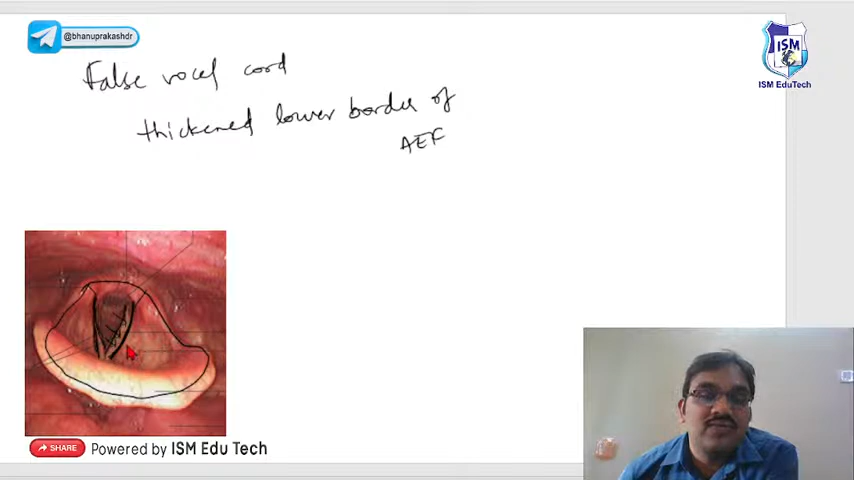 @bhanuprakashdr
ISM
ISM EduTech
False vocal cord
thickened lower border of
AEF
SHARE Powered by ISM Edu Tech